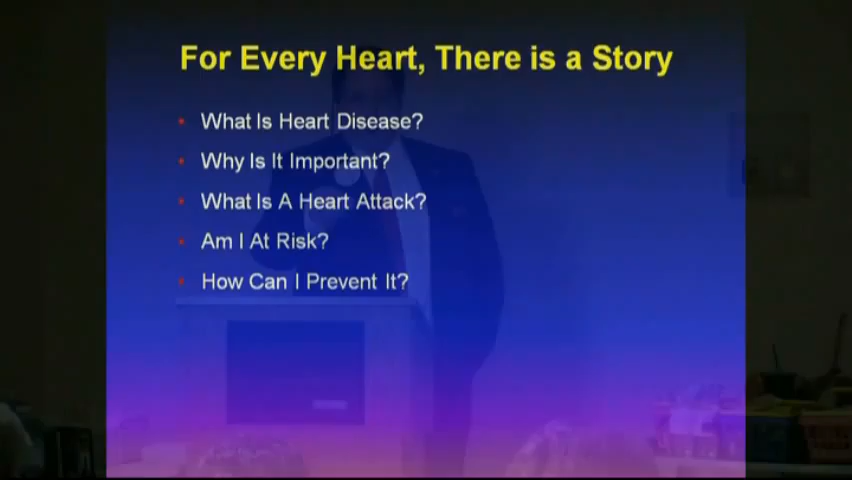 For Every Heart, There is a Story
• What Is Heart Disease?
• Why Is It Important?
• What Is A Heart Attack?
• Am I At Risk?
• How Can I Prevent It?